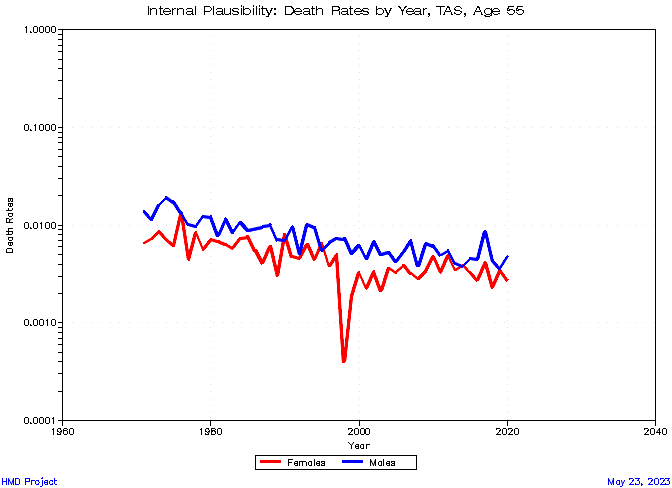 Internal Plausibility: Death Rates by Year, TAS, Age 55
1.0000
0.1000
0.0100
0.0010
0.0001
Death Rates
1960
1980
2000
2020
2040
Year
Females
Males
HMD Project
May 23, 2023